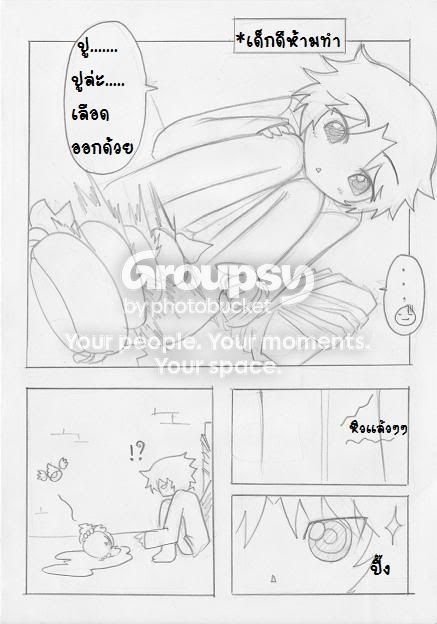 *เด็กดีห้ามทำ
ปู.......
ปูล่ะ.....
เลือด
ออกด้วย
...
Groupsy
by photobucket
Your people. Your moments.
Your space.
!?
หิวแล้วๆๆ
ปิ๊ง